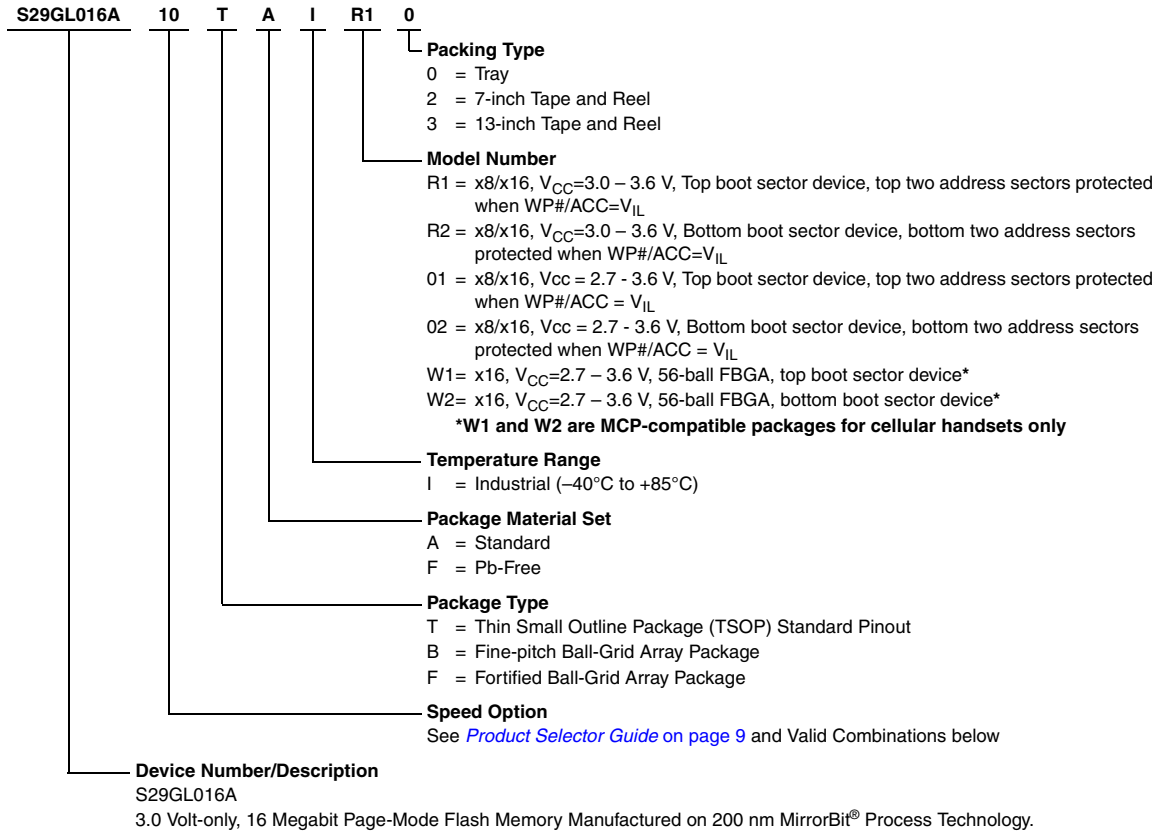 S29GL016A 10 T A I R1 0
Packing Type
0 = Tray
2 = 7-inch Tape and Reel
3 = 13-inch Tape and Reel
Model Number
R1 = x8/x16, VCC=3.0 – 3.6 V, Top boot sector device, top two address sectors protected
when WP#/ACC=VIL
R2 = x8/x16, VCC=3.0 – 3.6 V, Bottom boot sector device, bottom two address sectors
protected when WP#/ACC=VIL
01 = x8/x16, Vcc = 2.7 - 3.6 V, Top boot sector device, top two address sectors protected
when WP#/ACC = VIL
02 = x8/x16, Vcc = 2.7 - 3.6 V, Bottom boot sector device, bottom two address sectors
protected when WP#/ACC = VIL
W1= x16, VCC=2.7 – 3.6 V, 56-ball FBGA, top boot sector device*
W2= x16, VCC=2.7 – 3.6 V, 56-ball FBGA, bottom boot sector device*
*W1 and W2 are MCP-compatible packages for cellular handsets only
Temperature Range
I = Industrial (–40°C to +85°C)
Package Material Set
A = Standard
F = Pb-Free
Package Type
T = Thin Small Outline Package (TSOP) Standard Pinout
B = Fine-pitch Ball-Grid Array Package
F = Fortified Ball-Grid Array Package
Speed Option
See Product Selector Guide on page 9 and Valid Combinations below
Device Number/Description
S29GL016A
3.0 Volt-only, 16 Megabit Page-Mode Flash Memory Manufactured on 200 nm MirrorBit® Process Technology.